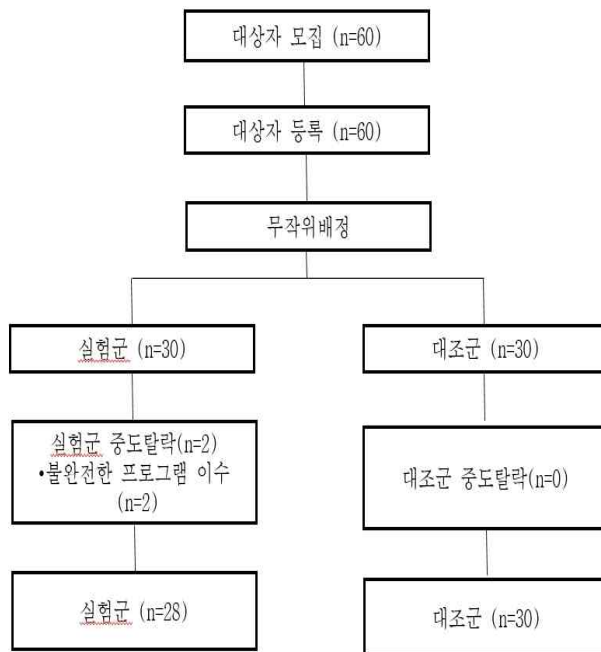 대상자 모집 (n=60)
대상자 등록 (n=60)
무작위배정
실험군 (n=30)
대조군 (n=30)
실험군 중도탈락(n=2)
•불완전한 프로그램 이수
(n=2)
대조군 중도탈락(n=0)
실험군 (n=28)
대조군 (n=30)